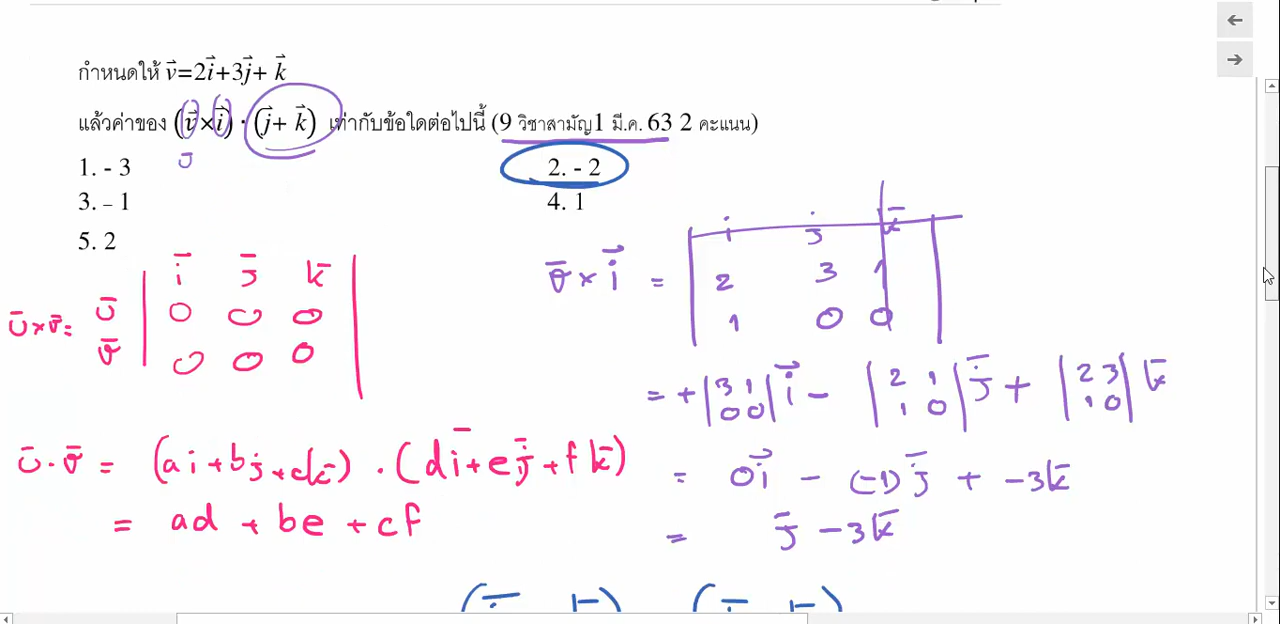 กำหนดให้ v⃗=2i⃗+3j⃗+ k⃗
แล้วค่าของ (v⃗×i⃗) · (j⃗+ k⃗) เท่ากับข้อใดต่อไปนี้ (9 วิชาสามัญ1 มี.ค. 63 2 คะแนน)
1. - 3
2. - 2
3. – 1
4. 1
5. 2
i̅ j̅ k̅
ū×v̅= ū | 0 0 0 |
v̅ | 0 0 0 |
ū·v̅ = (ai+bj+ck̅) · (di̅+ej̅+fk̅)
= ad + be + cf
i j k̅
v̅×i⃗ = | 2 3 1 |
| 1 0 0 |
= +|3 1| i⃗ - |2 1| j̅ + |2 3| k̅
|0 0| |1 0| |1 0|
= 0i⃗ - (-1)j̅ + -3k̅
= j̅ -3k̅